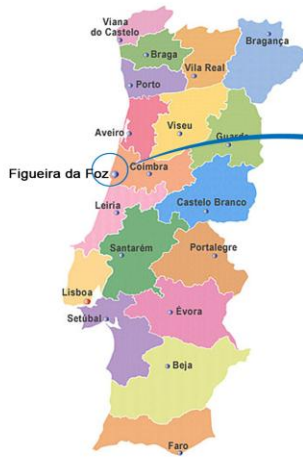 Viana
do Castelo
Bragança
Braga
Vila Real
Porto
Aveiro
Viseu
Guarda
Figueira da Foz
Coimbra
Leiria
Castelo Branco
Santarém
Portalegre
Lisboa
Setúbal
Évora
Beja
Faro